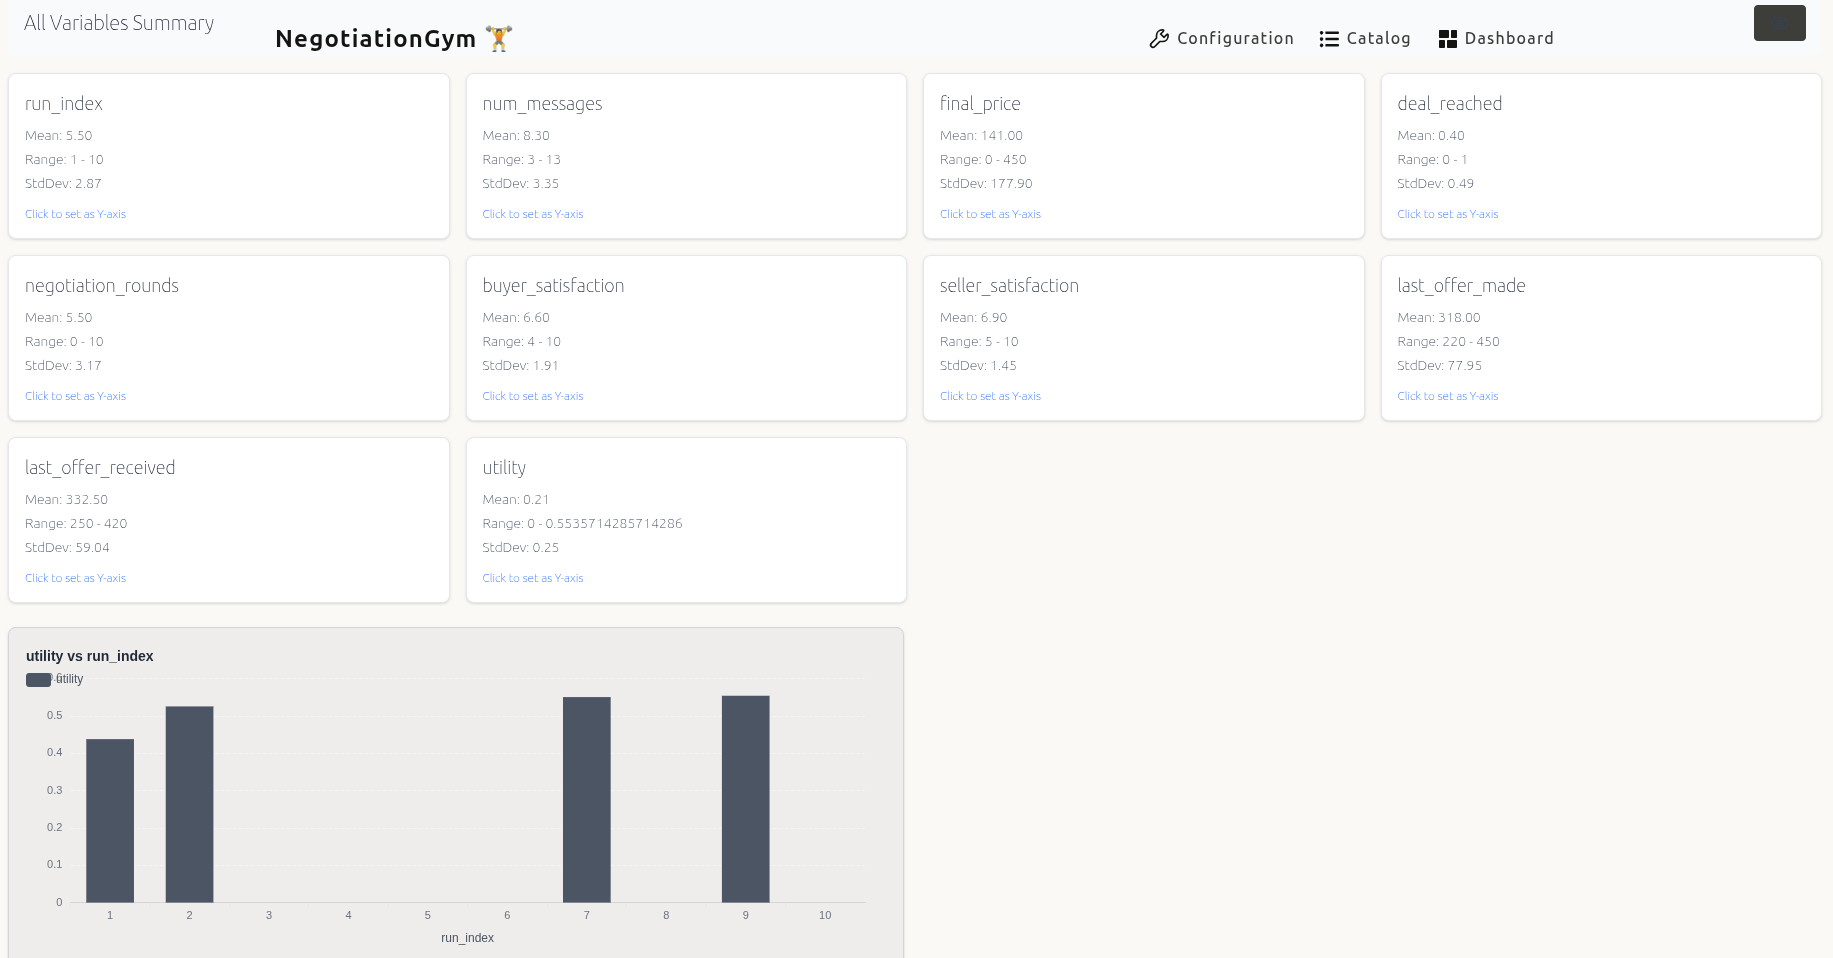 All Variables Summary
NegotiationGym
Configuration
Catalog
Dashboard
run_index
Mean: 5.50
Range: 1 - 10
StdDev: 2.87
Click to set as Y-axis
num_messages
Mean: 8.30
Range: 3 - 13
StdDev: 3.35
Click to set as Y-axis
final_price
Mean: 141.00
Range: 0 - 450
StdDev: 177.90
Click to set as Y-axis
deal_reached
Mean: 0.40
Range: 0 - 1
StdDev: 0.49
Click to set as Y-axis
negotiation_rounds
Mean: 5.50
Range: 0 - 10
StdDev: 3.17
Click to set as Y-axis
buyer_satisfaction
Mean: 6.60
Range: 4 - 10
StdDev: 1.91
Click to set as Y-axis
seller_satisfaction
Mean: 6.90
Range: 5 - 10
StdDev: 1.45
Click to set as Y-axis
last_offer_made
Mean: 318.00
Range: 220 - 450
StdDev: 77.95
Click to set as Y-axis
last_offer_received
Mean: 332.50
Range: 250 - 420
StdDev: 59.04
Click to set as Y-axis
utility
Mean: 0.21
Range: 0 - 0.5535714285714286
StdDev: 0.25
Click to set as Y-axis
utility vs run_index
utility
0.5
0.4
0.3
0.2
0.1
0
1 2 3 4 5 6 7 8 9 10
run_index